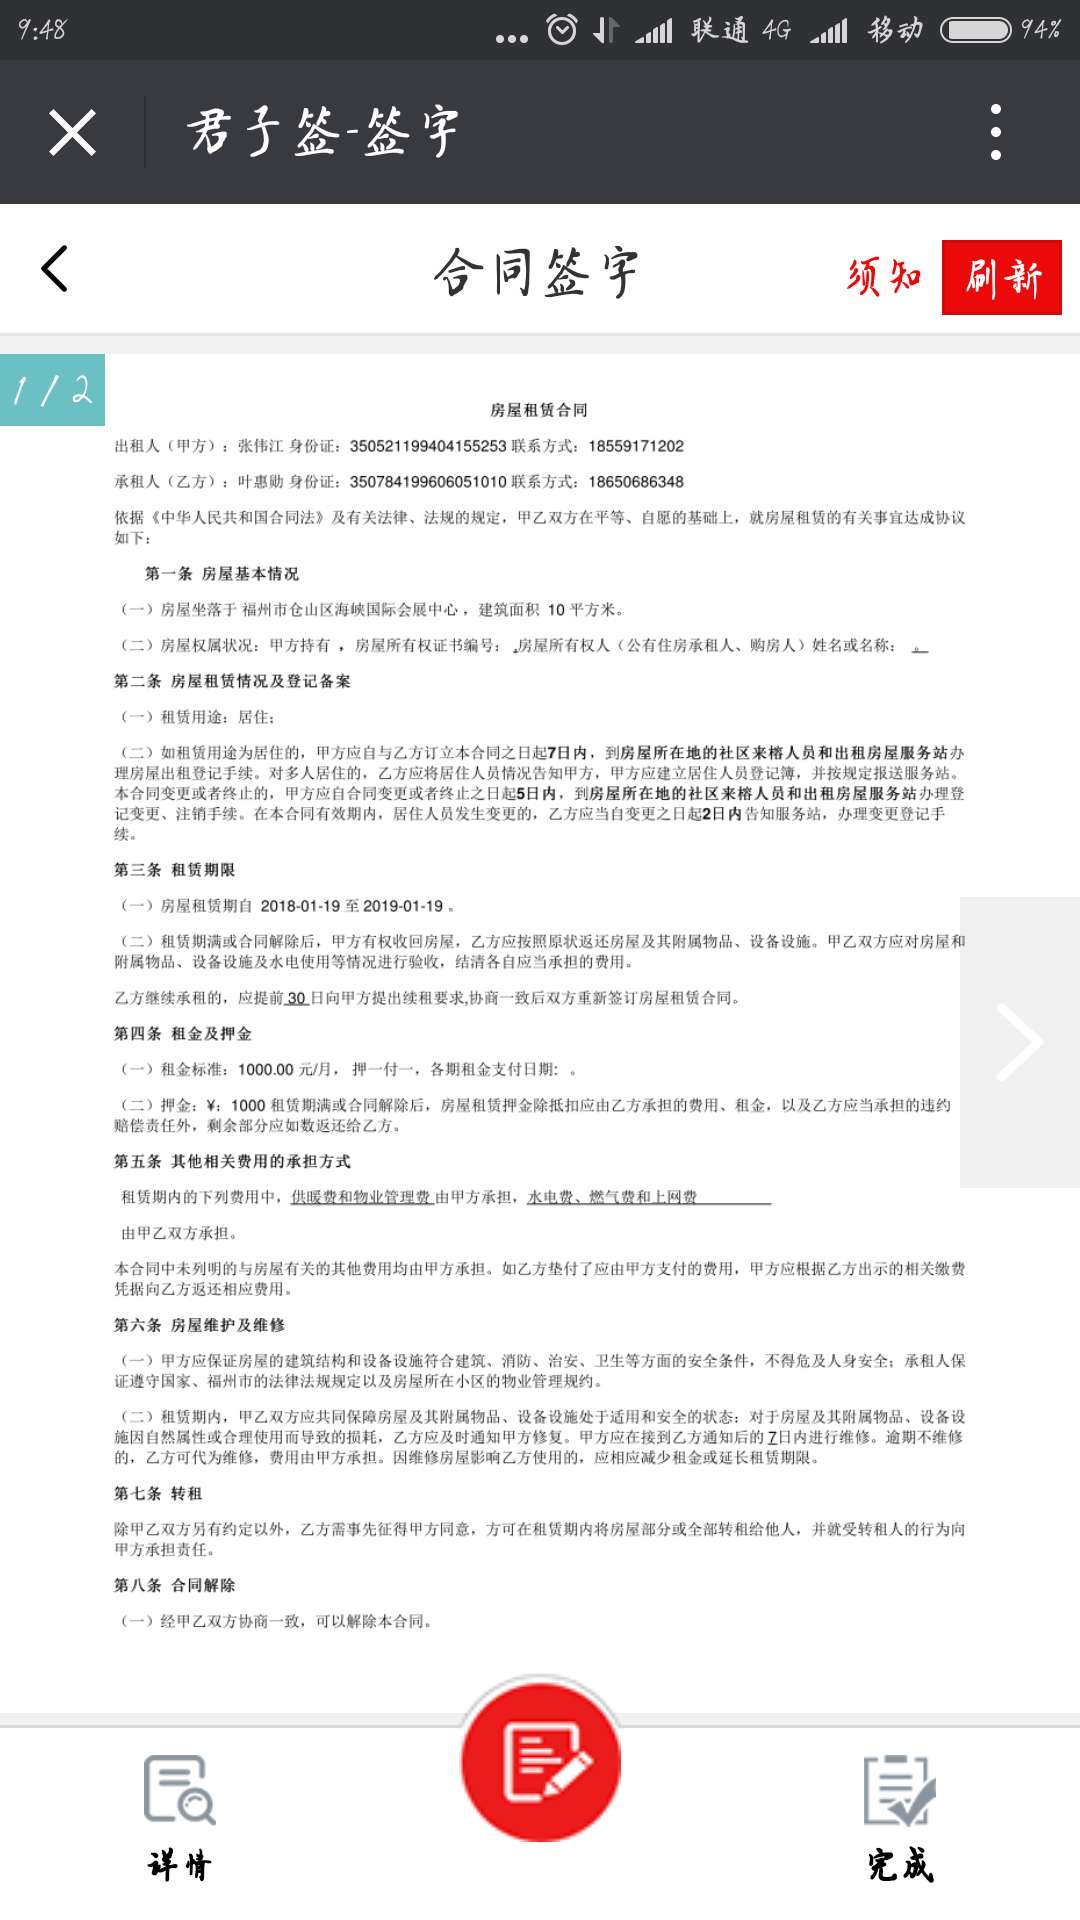 9:48 ... 联通 4G 移动 94%
君子签-签字
合同签字 须知 刷新
1 / 2
房屋租赁合同
出租人（甲方）：张伟江 身份证：350521199404155253 联系方式：18559171202
承租人（乙方）：叶惠勋 身份证：350784199606051010 联系方式：18650686348
依据《中华人民共和国合同法》及有关法律、法规的规定，甲乙双方在平等、自愿的基础上，就房屋租赁的有关事宜达成协议
如下：
第一条 房屋基本情况
（一）房屋坐落于 福州市仓山区海峡国际会展中心 ，建筑面积 10 平方米。
（二）房屋权属状况：甲方持有 ，房屋所有权证书编号： ,房屋所有权人（公有住房承租人、购房人）姓名或名称： 。
第二条 房屋租赁情况及登记备案
（一）租赁用途：居住;
（二）如租赁用途为居住的，甲方应自与乙方订立本合同之日起7日内，到房屋所在地的社区来榕人员和出租房屋服务站办
理房屋出租登记手续。对多人居住的，乙方应将居住人员情况告知甲方，甲方应建立居住人员登记簿，并按规定报送服务站。
本合同变更或者终止的，甲方应自合同变更或者终止之日起5日内，到房屋所在地的社区来榕人员和出租房屋服务站办理登
记变更、注销手续。在本合同有效期内，居住人员发生变更的，乙方应当自变更之日起2日内告知服务站，办理变更登记手
续。
第三条 租赁期限
（一）房屋租赁期自 2018-01-19 至 2019-01-19 。
（二）租赁期满或合同解除后，甲方有权收回房屋，乙方应按照原状返还房屋及其附属物品、设备设施。甲乙双方应对房屋和
附属物品、设备设施及水电使用等情况进行验收，结清各自应当承担的费用。
乙方继续承租的，应提前 30 日向甲方提出续租要求,协商一致后双方重新签订房屋租赁合同。
第四条 租金及押金
（一）租金标准：1000.00 元/月， 押一付一，各期租金支付日期: 。
（二）押金：¥：1000 租赁期满或合同解除后，房屋租赁押金除抵扣应由乙方承担的费用、租金，以及乙方应当承担的违约
赔偿责任外，剩余部分应如数返还给乙方。
第五条 其他相关费用的承担方式
租赁期内的下列费用中，供暖费和物业管理费 由甲方承担，水电费、燃气费和上网费
由甲乙双方承担。
本合同中未列明的与房屋有关的其他费用均由甲方承担。如乙方垫付了应由甲方支付的费用，甲方应根据乙方出示的相关缴费
凭据向乙方返还相应费用。
第六条 房屋维护及维修
（一）甲方应保证房屋的建筑结构和设备设施符合建筑、消防、治安、卫生等方面的安全条件，不得危及人身安全；承租人保
证遵守国家、福州市的法律法规规定以及房屋所在小区的物业管理规约。
（二）租赁期内，甲乙双方应共同保障房屋及其附属物品、设备设施处于适用和安全的状态：对于房屋及其附属物品、设备设
施因自然属性或合理使用而导致的损耗，乙方应及时通知甲方修复。甲方应在接到乙方通知后的 7日内进行维修。逾期不维修
的，乙方可代为维修，费用由甲方承担。因维修房屋影响乙方使用的，应相应减少租金或延长租赁期限。
第七条 转租
除甲乙双方另有约定以外，乙方需事先征得甲方同意，方可在租赁期内将房屋部分或全部转租给他人，并就受转租人的行为向
甲方承担责任。
第八条 合同解除
（一）经甲乙双方协商一致，可以解除本合同。
详情 完成